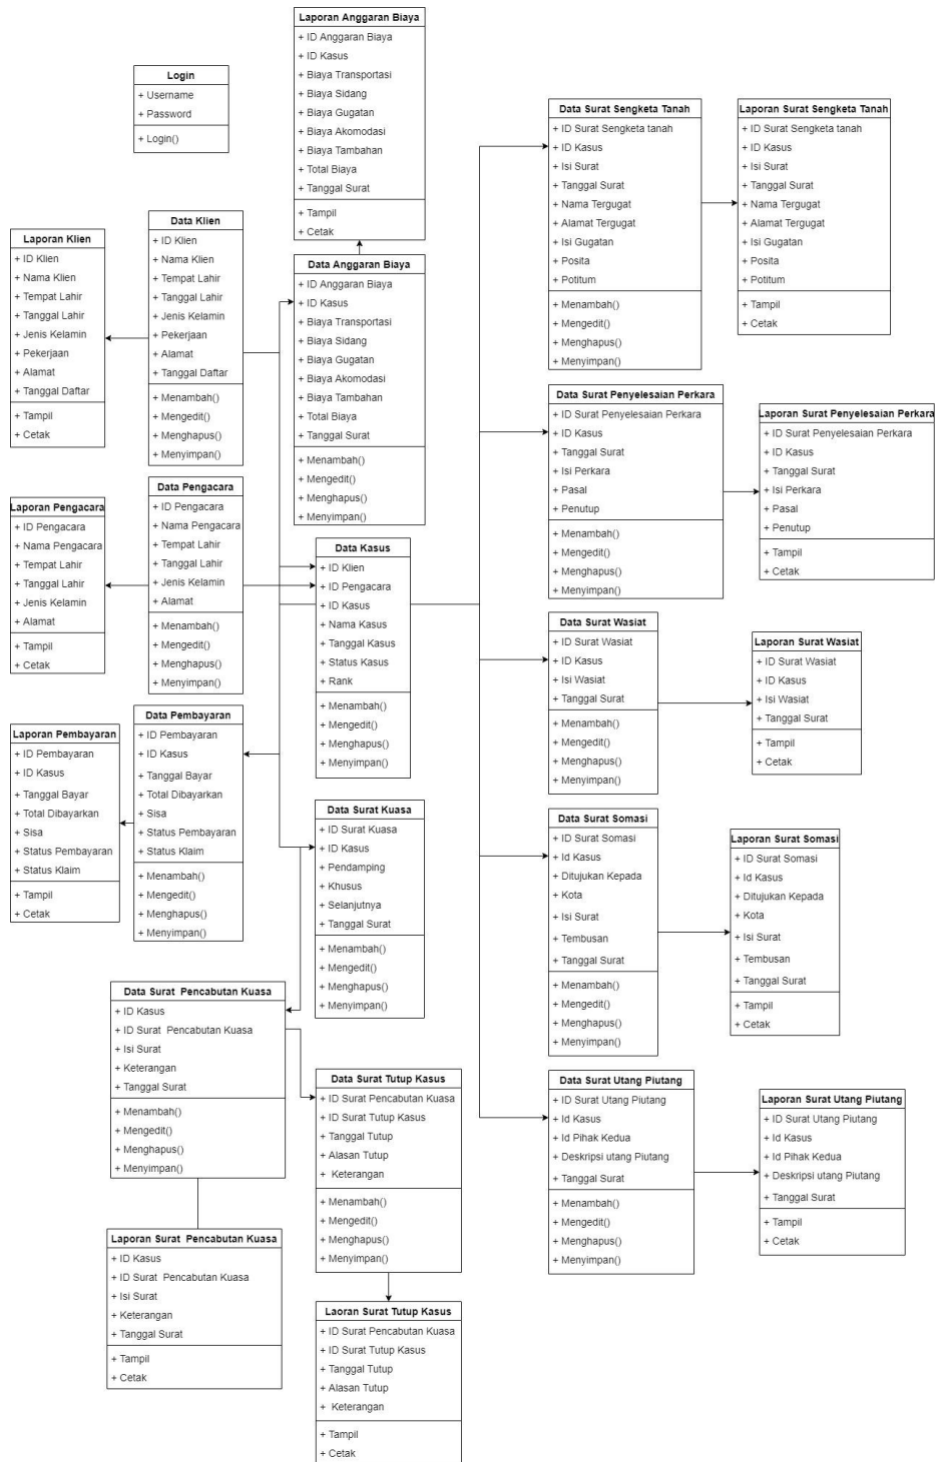 Laporan Anggaran Biaya
+ ID Anggaran Biaya
+ ID Kasus
+ Biaya Transportasi
+ Biaya Sidang
+ Biaya Gugatan
+ Biaya Akomodasi
+ Biaya Tambahan
+ Total Biaya
+ Tanggal Surat
+ Tampil
+ Cetak
Login
+ Username
+ Password
+ Login()
Data Klien
+ ID Klien
+ Nama Klien
+ Tempat Lahir
+ Tanggal Lahir
+ Jenis Kelamin
+ Pekerjaan
+ Alamat
+ Tanggal Daftar
+ Menambah()
+ Mengedit()
+ Menghapus()
+ Menyimpan()
Laporan Klien
+ ID Klien
+ Nama Klien
+ Tempat Lahir
+ Tanggal Lahir
+ Jenis Kelamin
+ Pekerjaan
+ Alamat
+ Tanggal Daftar
+ Tampil
+ Cetak
Data Anggaran Biaya
+ ID Anggaran Biaya
+ ID Kasus
+ Biaya Transportasi
+ Biaya Sidang
+ Biaya Gugatan
+ Biaya Akomodasi
+ Biaya Tambahan
+ Total Biaya
+ Tanggal Surat
+ Menambah()
+ Mengedit()
+ Menghapus()
+ Menyimpan()
Data Surat Sengketa Tanah
+ ID Surat Sengketa tanah
+ ID Kasus
+ Isi Surat
+ Tanggal Surat
+ Nama Tergugat
+ Alamat Tergugat
+ Isi Gugatan
+ Posita
+ Potitum
+ Menambah()
+ Mengedit()
+ Menghapus()
+ Menyimpan()
Laporan Surat Sengketa Tanah
+ ID Surat Sengketa tanah
+ ID Kasus
+ Isi Surat
+ Tanggal Surat
+ Nama Tergugat
+ Alamat Tergugat
+ Isi Gugatan
+ Posita
+ Potitum
+ Tampil
+ Cetak
Data Surat Penyelesaian Perkara
+ ID Surat Penyelesaian Perkara
+ ID Kasus
+ Tanggal Surat
+ Isi Perkara
+ Pasal
+ Penutup
+ Menambah()
+ Mengedit()
+ Menghapus()
+ Menyimpan()
Laporan Surat Penyelesaian Perkara
+ ID Surat Penyelesaian Perkara
+ ID Kasus
+ Tanggal Surat
+ Isi Perkara
+ Pasal
+ Penutup
+ Tampil
+ Cetak
Data Pengacara
+ ID Pengacara
+ Nama Pengacara
+ Tempat Lahir
+ Tanggal Lahir
+ Jenis Kelamin
+ Alamat
+ Menambah()
+ Mengedit()
+ Menghapus()
+ Menyimpan()
Laporan Pengacara
+ ID Pengacara
+ Nama Pengacara
+ Tempat Lahir
+ Tanggal Lahir
+ Jenis Kelamin
+ Alamat
+ Tampil
+ Cetak
Data Kasus
+ ID Klien
+ ID Pengacara
+ ID Kasus
+ Nama Kasus
+ Tanggal Kasus
+ Status Kasus
+ Rank
+ Menambah()
+ Mengedit()
+ Menghapus()
+ Menyimpan()
Data Surat Wasiat
+ ID Surat Wasiat
+ ID Kasus
+ Isi Wasiat
+ Tanggal Surat
+ Menambah()
+ Mengedit()
+ Menghapus()
+ Menyimpan()
Laporan Surat Wasiat
+ ID Surat Wasiat
+ ID Kasus
+ Isi Wasiat
+ Tanggal Surat
+ Tampil
+ Cetak
Data Pembayaran
+ ID Pembayaran
+ ID Kasus
+ Tanggal Bayar
+ Total Dibayarkan
+ Sisa
+ Status Pembayaran
+ Status Klaim
+ Menambah()
+ Mengedit()
+ Menghapus()
+ Menyimpan()
Laporan Pembayaran
+ ID Pembayaran
+ ID Kasus
+ Tanggal Bayar
+ Total Dibayarkan
+ Sisa
+ Status Pembayaran
+ Status Klaim
+ Tampil
+ Cetak
Data Surat Kuasa
+ ID Surat Kuasa
+ ID Kasus
+ Pendamping
+ Khusus
+ Selanjutnya
+ Tanggal Surat
+ Menambah()
+ Mengedit()
+ Menghapus()
+ Menyimpan()
Data Surat Somasi
+ ID Surat Somasi
+ Id Kasus
+ Ditujukan Kepada
+ Kota
+ Isi Surat
+ Tembusan
+ Tanggal Surat
+ Menambah()
+ Mengedit()
+ Menghapus()
+ Menyimpan()
Laporan Surat Somasi
+ ID Surat Somasi
+ Id Kasus
+ Ditujukan Kepada
+ Kota
+ Isi Surat
+ Tembusan
+ Tanggal Surat
+ Tampil
+ Cetak
Data Surat Pencabutan Kuasa
+ ID Kasus
+ ID Surat Pencabutan Kuasa
+ Isi Surat
+ Keterangan
+ Tanggal Surat
+ Menambah()
+ Mengedit()
+ Menghapus()
+ Menyimpan()
Data Surat Tutup Kasus
+ ID Surat Pencabutan Kuasa
+ ID Surat Tutup Kasus
+ Tanggal Tutup
+ Alasan Tutup
+ Keterangan
+ Menambah()
+ Mengedit()
+ Menghapus()
+ Menyimpan()
Data Surat Utang Piutang
+ ID Surat Utang Piutang
+ Id Kasus
+ Id Pihak Kedua
+ Deskripsi utang Piutang
+ Tanggal Surat
+ Menambah()
+ Mengedit()
+ Menghapus()
+ Menyimpan()
Laporan Surat Utang Piutang
+ ID Surat Utang Piutang
+ Id Kasus
+ Id Pihak Kedua
+ Deskripsi utang Piutang
+ Tanggal Surat
+ Tampil
+ Cetak
Laporan Surat Pencabutan Kuasa
+ ID Kasus
+ ID Surat Pencabutan Kuasa
+ Isi Surat
+ Keterangan
+ Tanggal Surat
+ Tampil
+ Cetak
Laoran Surat Tutup Kasus
+ ID Surat Pencabutan Kuasa
+ ID Surat Tutup Kasus
+ Tanggal Tutup
+ Alasan Tutup
+ Keterangan
+ Tampil
+ Cetak